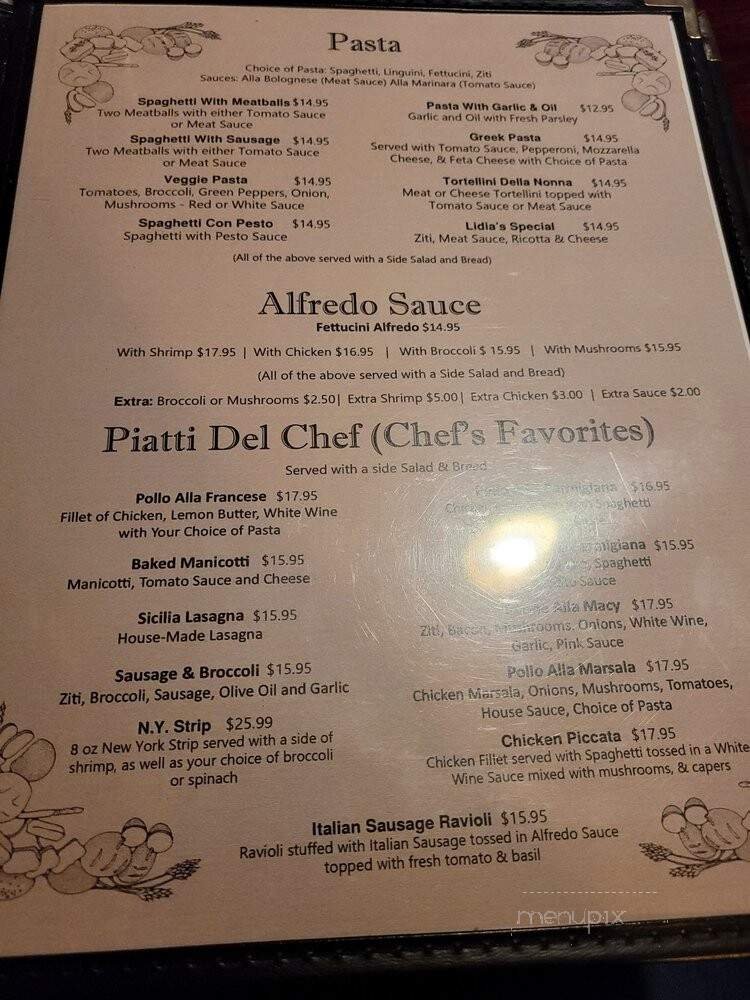 Pasta
Choice of Pasta: Spaghetti, Linguini, Fettucini, Ziti
Sauces: Alla Bolognese (Meat Sauce) Alla Marinara (Tomato Sauce)
Spaghetti With Meatballs $14.95
Two Meatballs with either Tomato Sauce
or Meat Sauce
Spaghetti With Sausage $14.95
Two Meatballs with either Tomato Sauce
or Meat Sauce
Veggie Pasta $14.95
Tomatoes, Broccoli, Green Peppers, Onion,
Mushrooms - Red or White Sauce
Spaghetti Con Pesto $14.95
Spaghetti with Pesto Sauce
Pasta With Garlic & Oil $12.95
Garlic and Oil with Fresh Parsley
Greek Pasta $14.95
Served with Tomato Sauce, Pepperoni, Mozzarella
Cheese, & Feta Cheese with Choice of Pasta
Tortellini Della Nonna $14.95
Meat or Cheese Tortellini topped with
Tomato Sauce or Meat Sauce
Lidia's Special $14.95
Ziti, Meat Sauce, Ricotta & Cheese
(All of the above served with a Side Salad and Bread)
Alfredo Sauce
Fettucini Alfredo $14.95
With Shrimp $17.95 | With Chicken $16.95 | With Broccoli $ 15.95 | With Mushrooms $15.95
(All of the above served with a Side Salad and Bread)
Extra: Broccoli or Mushrooms $2.50| Extra Shrimp $5.00| Extra Chicken $3.00 | Extra Sauce $2.00
Piatti Del Chef (Chef's Favorites)
Served with a side Salad & Bread
Pollo Alla Francese $17.95
Fillet of Chicken, Lemon Butter, White Wine
with Your Choice of Pasta
Baked Manicotti $15.95
Manicotti, Tomato Sauce and Cheese
Sicilia Lasagna $15.95
House-Made Lasagna
Sausage & Broccoli $15.95
Ziti, Broccoli, Sausage, Olive Oil and Garlic
N.Y. Strip $25.99
8 oz New York Strip served with a side of
shrimp, as well as your choice of broccoli
or spinach
Parmigiana $16.95
Spaghetti
$15.95
Spaghetti
Sauce
Alla Macy $17.95
Ziti, Bacon, Mushrooms, Onions, White Wine,
Garlic, Pink Sauce
Pollo Alla Marsala $17.95
Chicken Marsala, Onions, Mushrooms, Tomatoes,
House Sauce, Choice of Pasta
Chicken Piccata $17.95
Chicken Fillet served with Spaghetti tossed in a White
Wine Sauce mixed with mushrooms, & capers
Italian Sausage Ravioli $15.95
Ravioli stuffed with Italian Sausage tossed in Alfredo Sauce
topped with fresh tomato & basil
menupix